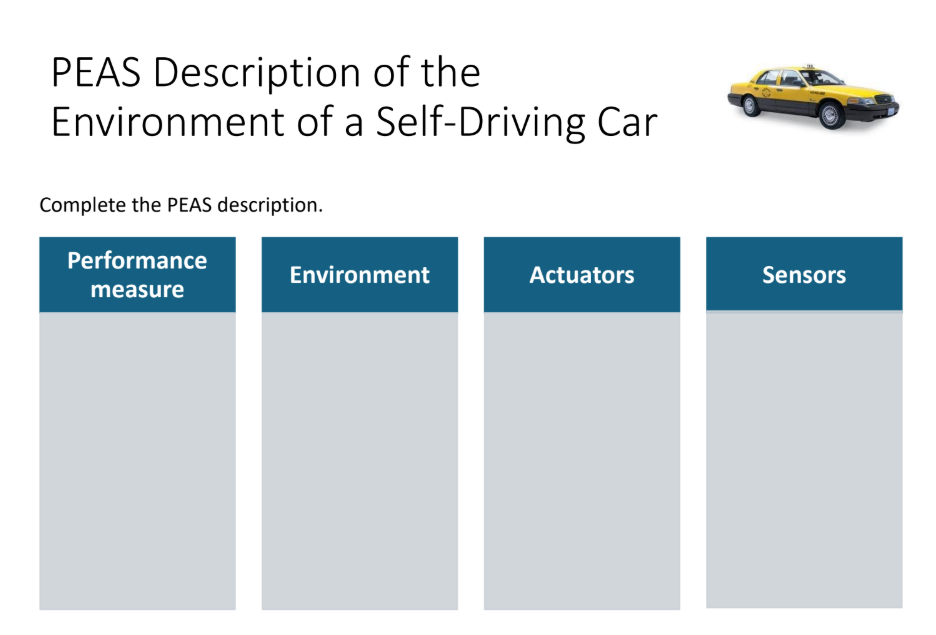 PEAS Description of the
Environment of a Self-Driving Car
Complete the PEAS description.
Performance
measure
Environment
Actuators
Sensors